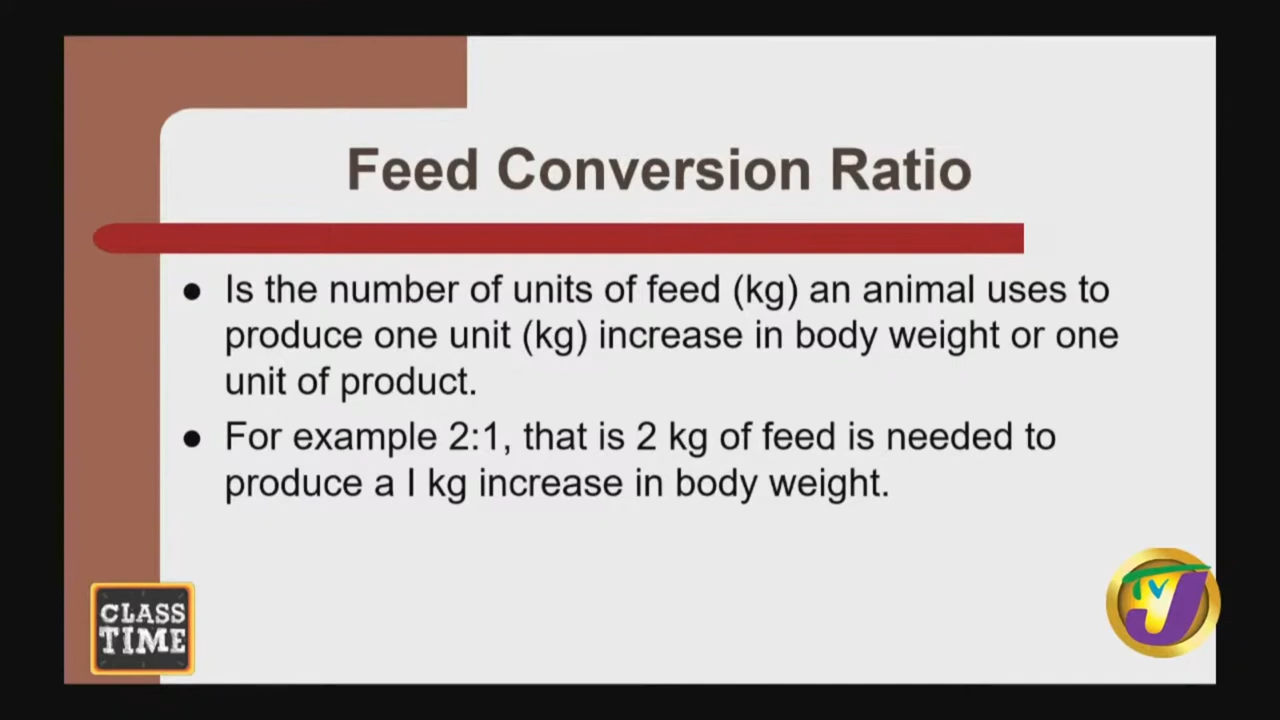 Feed Conversion Ratio
● Is the number of units of feed (kg) an animal uses to
produce one unit (kg) increase in body weight or one
unit of product.
● For example 2:1, that is 2 kg of feed is needed to
produce a I kg increase in body weight.
CLASS
TIME
TVJ